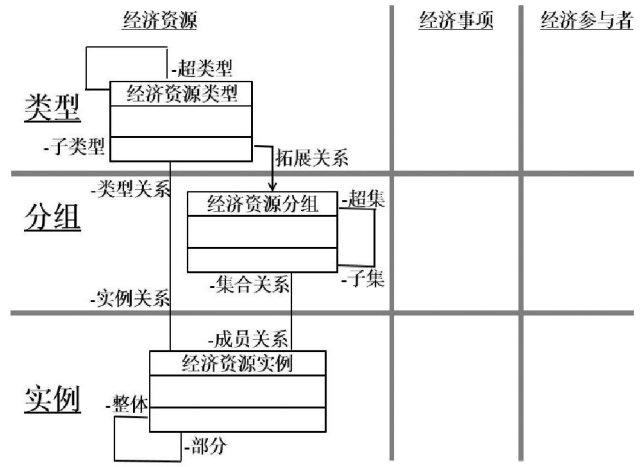 经济资源
经济事项
经济参与者
-超类型
类型
经济资源类型
-子类型
拓展关系
-类型关系
分组
经济资源分组
-超集
-子集
-集合关系
-实例关系
-成员关系
经济资源实例
实例
-整体
-部分